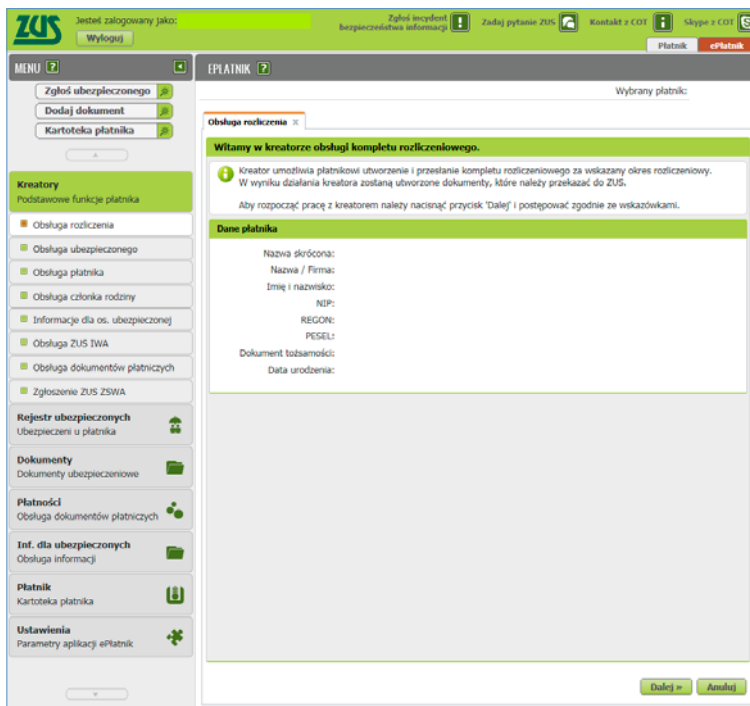 ZUS
Jesteś zalogowany jako:
Wyloguj
Zgłoś incydent
bezpieczeństwa informacji
Zadaj pytanie ZUS
Kontakt z COT
Skype z COT
Płatnik
ePłatnik
MENU ?
EPŁATNIK ?
Zgłoś ubezpieczonego
Dodaj dokument
Kartoteka płatnika
Kreatory
Podstawowe funkcje płatnika
Obsługa rozliczenia
Obsługa ubezpieczonego
Obsługa płatnika
Obsługa członka rodziny
Informacje dla os. ubezpieczonej
Obsługa ZUS IWA
Obsługa dokumentów płatniczych
Zgłoszenie ZUS ZSWA
Rejestr ubezpieczonych
Ubezpieczeni u płatnika
Dokumenty
Dokumenty ubezpieczeniowe
Płatności
Obsługa dokumentów płatniczych
Inf. dla ubezpieczonych
Obsługa informacji
Płatnik
Kartoteka płatnika
Ustawienia
Parametry aplikacji ePłatnik
Wybrany płatnik:
Obsługa rozliczenia x
Witamy w kreatorze obsługi kompletu rozliczeniowego.
Kreator umożliwia płatnikowi utworzenie i przesłanie kompletu rozliczeniowego za wskazany okres rozliczeniowy.
W wyniku działania kreatora zostaną utworzone dokumenty, które należy przekazać do ZUS.
Aby rozpocząć pracę z kreatorem należy nacisnąć przycisk 'Dalej' i postępować zgodnie ze wskazówkami.
Dane płatnika
Nazwa skrócona:
Nazwa / Firma:
Imię i nazwisko:
NIP:
REGON:
PESEL:
Dokument tożsamości:
Data urodzenia:
Dalej »
Anuluj